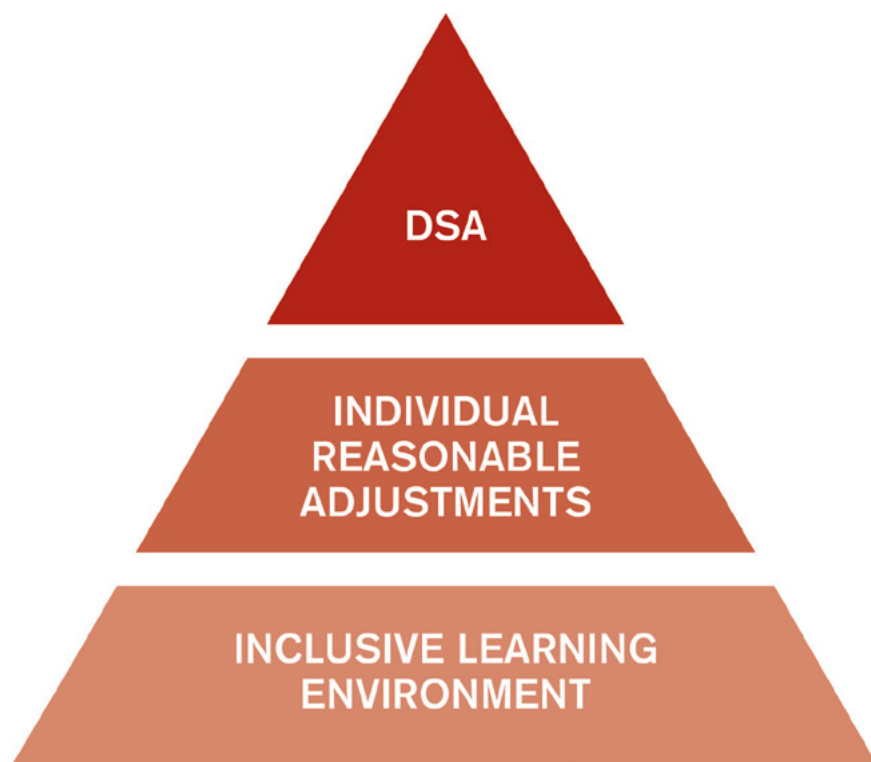 DSA
INDIVIDUAL
REASONABLE
ADJUSTMENTS
INCLUSIVE LEARNING
ENVIRONMENT